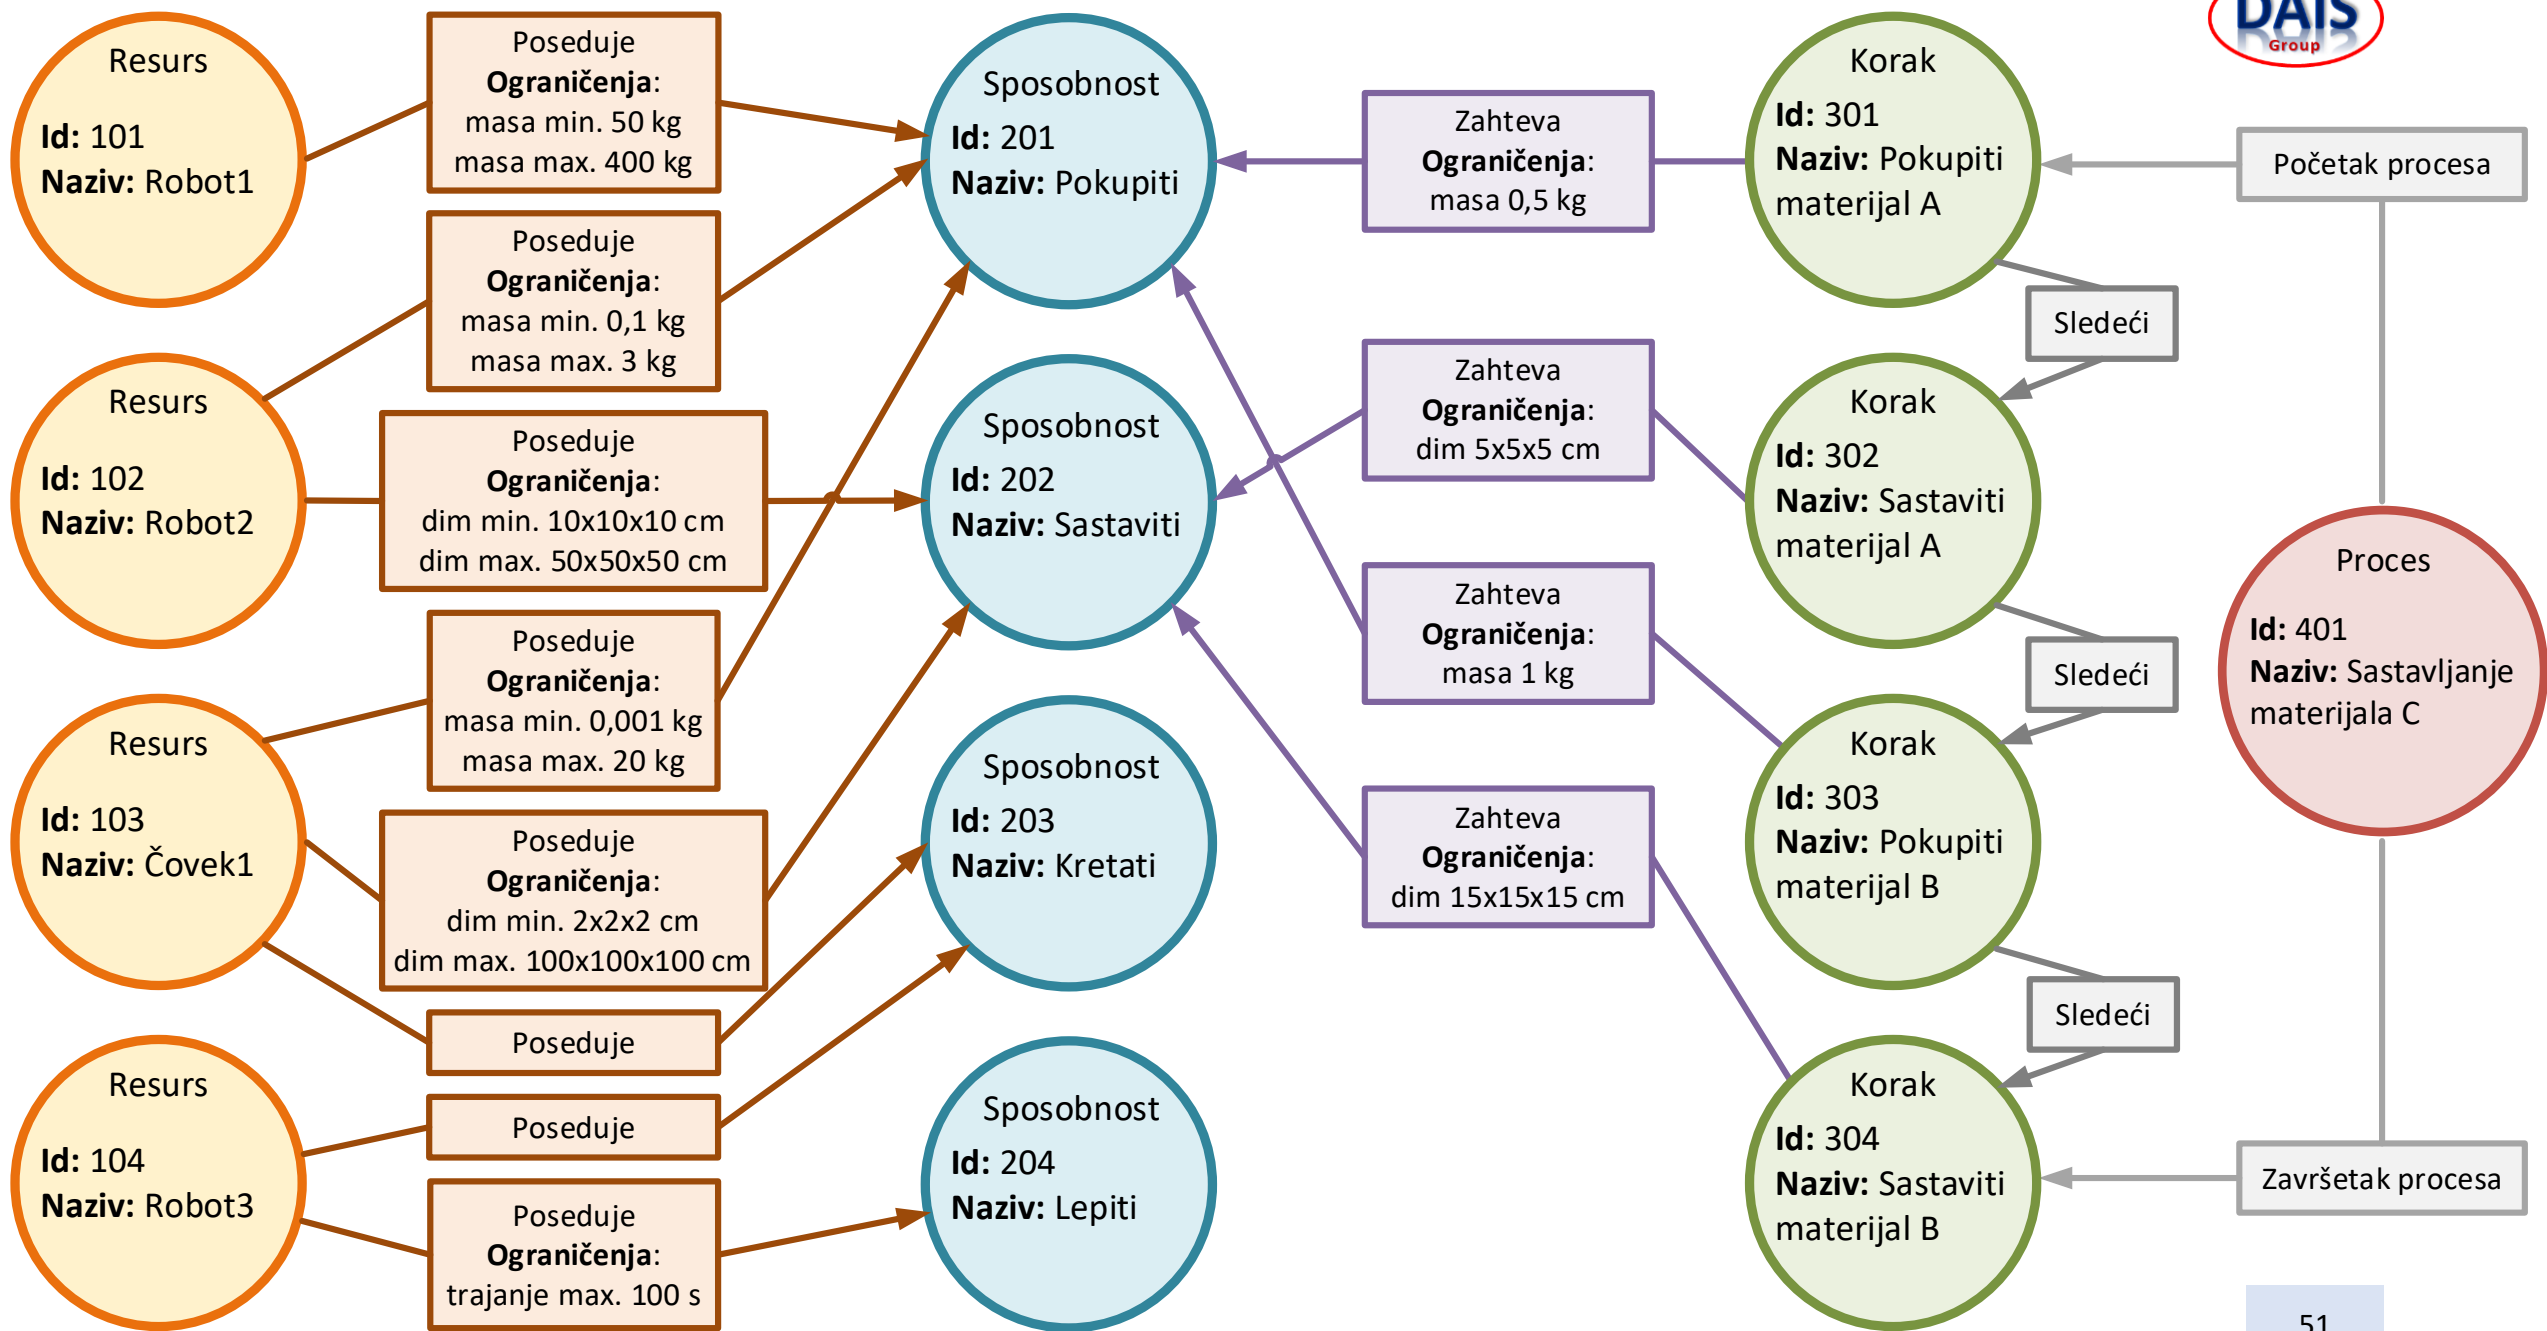 DAIS
Group
Resurs
Id: 101
Naziv: Robot1
Resurs
Id: 102
Naziv: Robot2
Resurs
Id: 103
Naziv: Čovek1
Resurs
Id: 104
Naziv: Robot3
Poseduje
Ograničenja:
masa min. 50 kg
masa max. 400 kg
Poseduje
Ograničenja:
masa min. 0,1 kg
masa max. 3 kg
Poseduje
Ograničenja:
dim min. 10x10x10 cm
dim max. 50x50x50 cm
Poseduje
Ograničenja:
masa min. 0,001 kg
masa max. 20 kg
Poseduje
Ograničenja:
dim min. 2x2x2 cm
dim max. 100x100x100 cm
Poseduje
Poseduje
Poseduje
Ograničenja:
trajanje max. 100 s
Sposobnost
Id: 201
Naziv: Pokupiti
Sposobnost
Id: 202
Naziv: Sastaviti
Sposobnost
Id: 203
Naziv: Kretati
Sposobnost
Id: 204
Naziv: Lepiti
Zahteva
Ograničenja:
masa 0,5 kg
Zahteva
Ograničenja:
dim 5x5x5 cm
Zahteva
Ograničenja:
masa 1 kg
Zahteva
Ograničenja:
dim 15x15x15 cm
Korak
Id: 301
Naziv: Pokupiti
materijal A
Sledeći
Korak
Id: 302
Naziv: Sastaviti
materijal A
Sledeći
Korak
Id: 303
Naziv: Pokupiti
materijal B
Sledeći
Korak
Id: 304
Naziv: Sastaviti
materijal B
Početak procesa
Proces
Id: 401
Naziv: Sastavljanje
materijala C
Završetak procesa
51